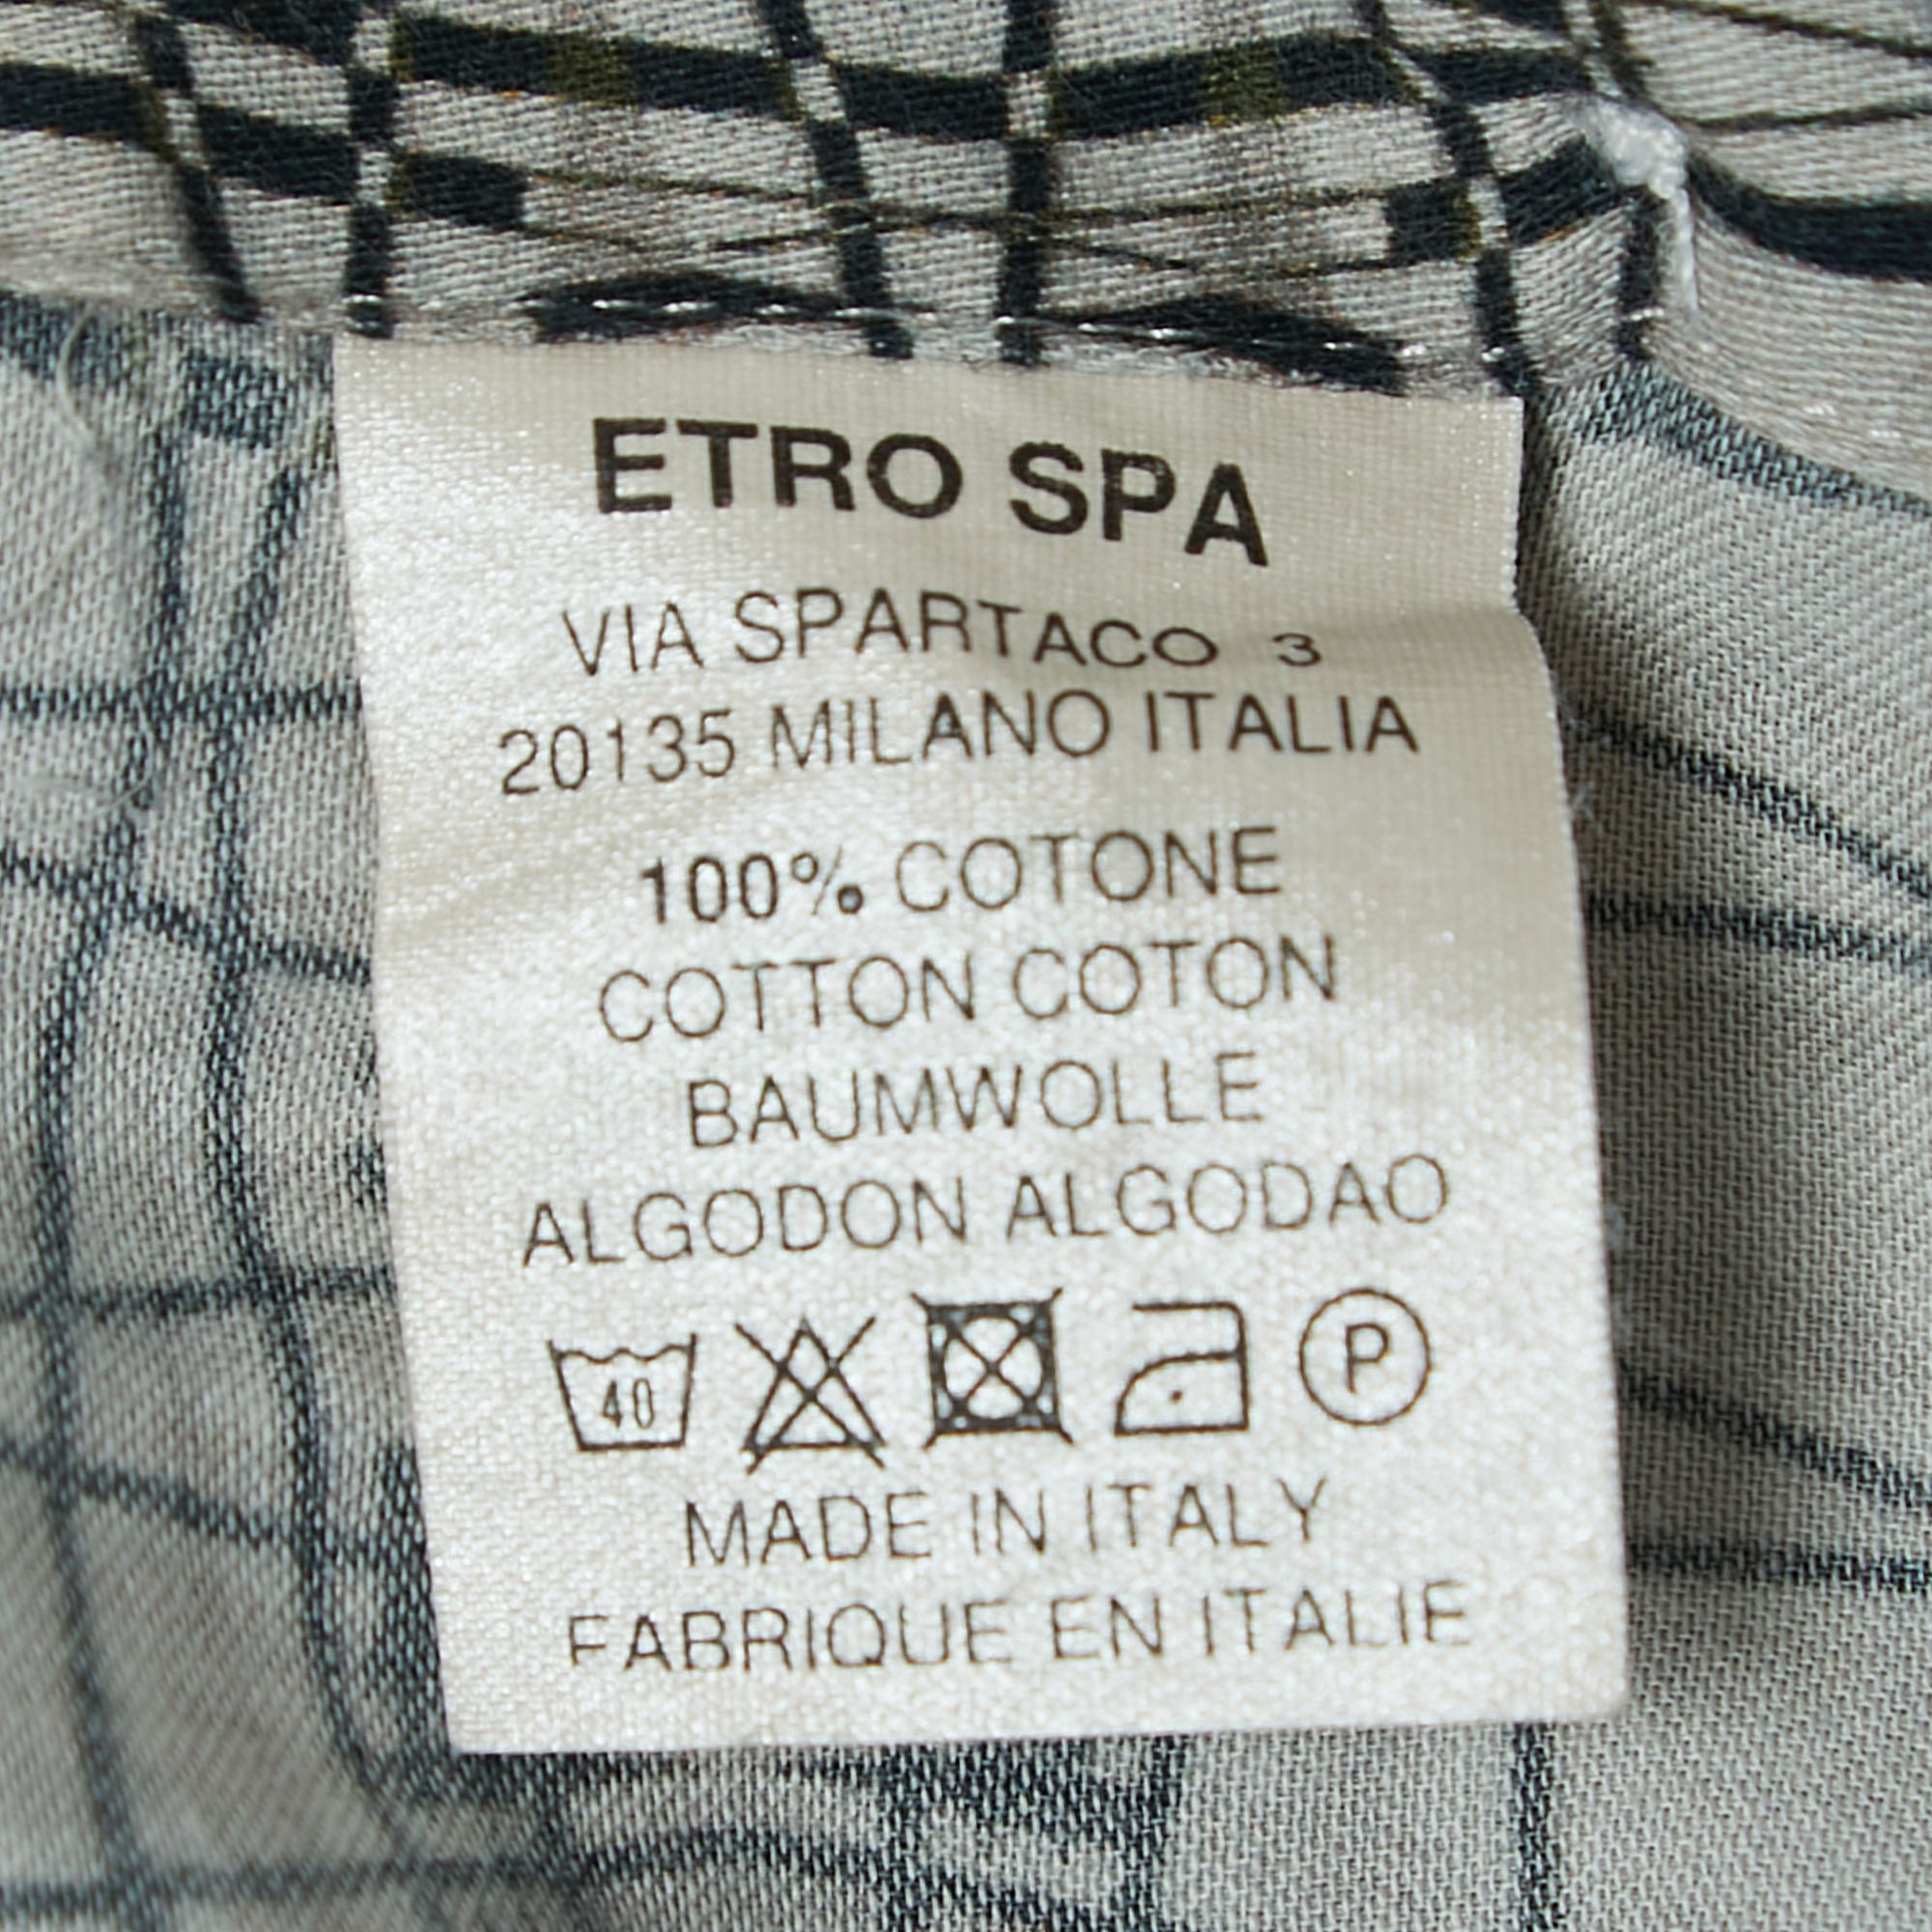 ETRO SPA
VIA SPARTACO 3
20135 MILANO ITALIA
100% COTONE
COTTON COTON
BAUMWOLLE
ALGODON ALGODAO
40 P
MADE IN ITALY
FABRIQUE EN ITALIE